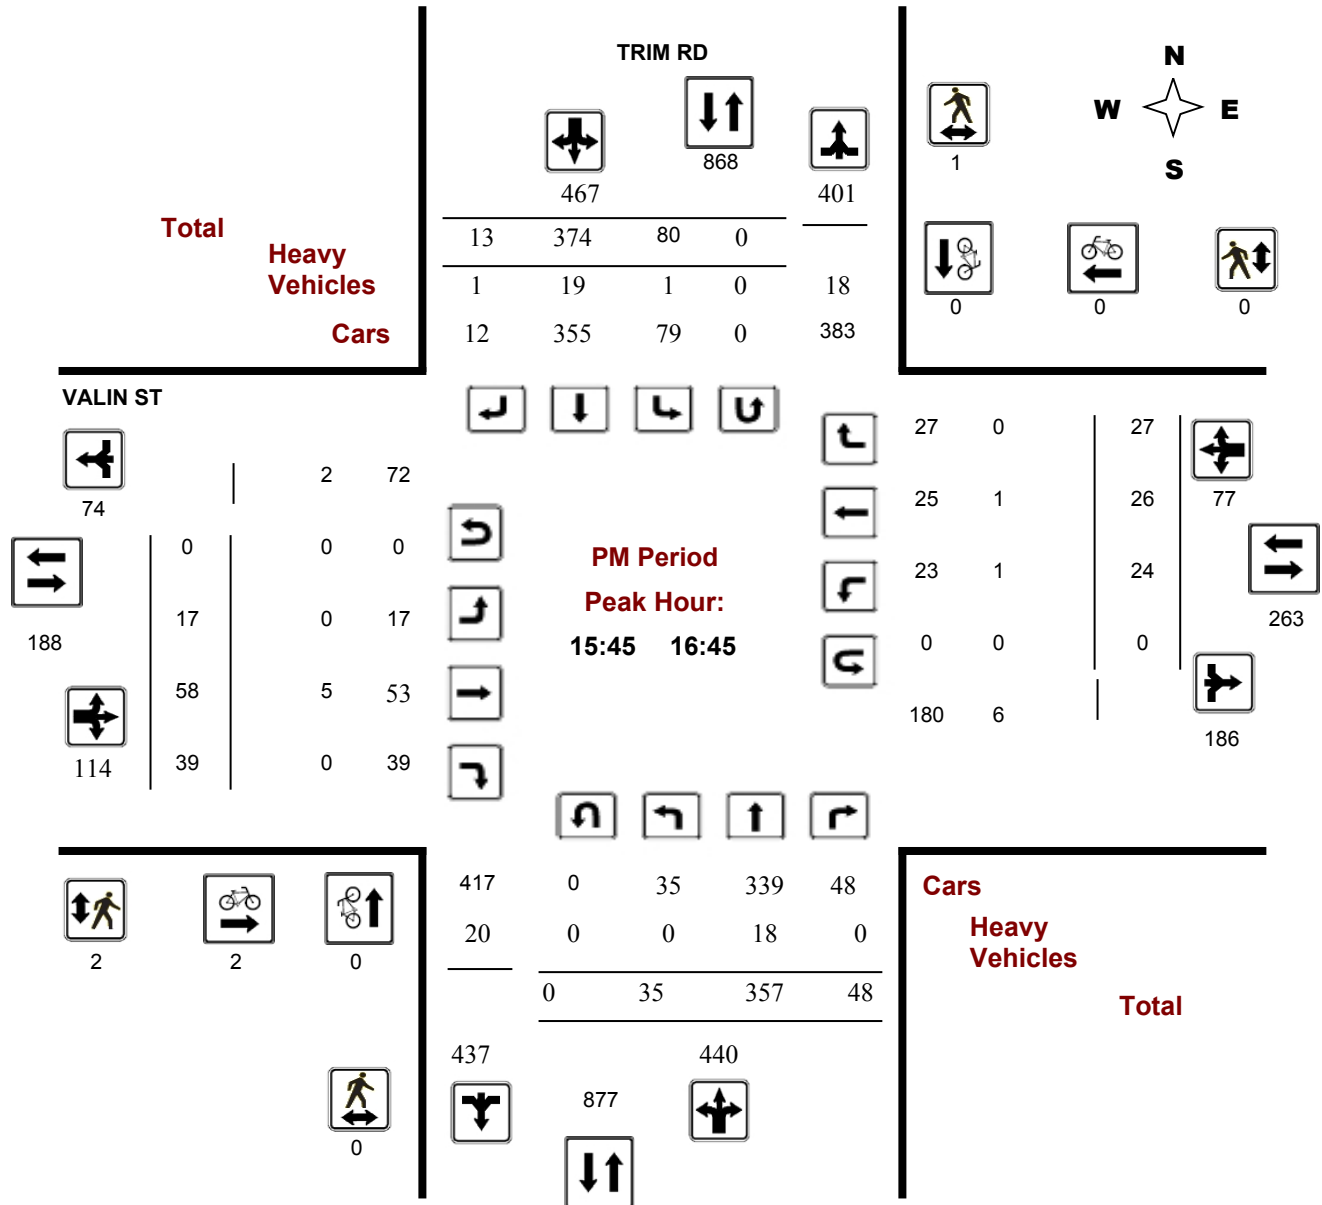 TRIM RD
N
W E
S
868
1
467 401
Total
13 374 80 0
Heavy
Vehicles
1 19 1 0 18
0 0 0
Cars
12 355 79 0 383
VALIN ST
27 0 27
2 72
74
25 1 26 77
0 0 0
PM Period
23 1 24
Peak Hour:
17 0 17
263
188
15:45 16:45
0 0 0
58 5 53
180 6
186
114 39 0 39
417 0 35 339 48
Cars
20 0 0 18 0
Heavy
Vehicles
2 2 0
0 35 357 48
Total
437 440
877
0